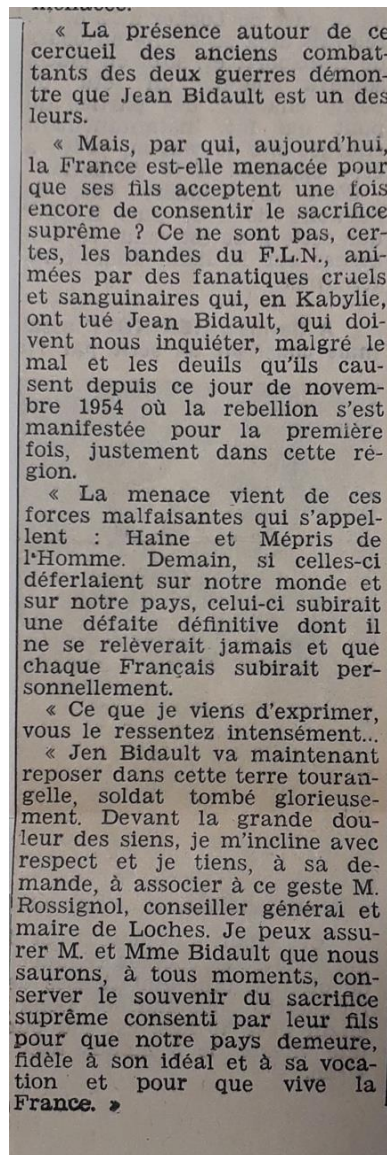 menacée.
« La présence autour de ce
cercueil des anciens combat-
tants des deux guerres démon-
tre que Jean Bidault est un des
leurs.
« Mais, par qui, aujourd'hui,
la France est-elle menacée pour
que ses fils acceptent une fois
encore de consentir le sacrifice
suprême ? Ce ne sont pas, cer-
tes, les bandes du F.L.N., ani-
mées par des fanatiques cruels
et sanguinaires qui, en Kabylie,
ont tué Jean Bidault, qui doi-
vent nous inquiéter, malgré le
mal et les deuils qu'ils cau-
sent depuis ce jour de novem-
bre 1954 où la rebellion s'est
manifestée pour la première
fois, justement dans cette ré-
gion.
« La menace vient de ces
forces malfaisantes qui s'appel-
lent : Haine et Mépris de
l'Homme. Demain, si celles-ci
déferlaient sur notre monde et
sur notre pays, celui-ci subirait
une défaite définitive dont il
ne se relèverait jamais et que
chaque Français subirait per-
sonnellement.
« Ce que je viens d'exprimer,
vous le ressentez intensément...
« Jen Bidault va maintenant
reposer dans cette terre touran-
gelle, soldat tombé glorieuse-
ment. Devant la grande dou-
leur des siens, je m'incline avec
respect et je tiens, à sa de-
mande, à associer à ce geste M.
Rossignol, conseiller général et
maire de Loches. Je peux assu-
rer M. et Mme Bidault que nous
saurons, à tous moments, con-
server le souvenir du sacrifice
suprême consenti par leur fils
pour que notre pays demeure,
fidèle à son idéal et à sa voca-
tion et pour que vive la
France. »